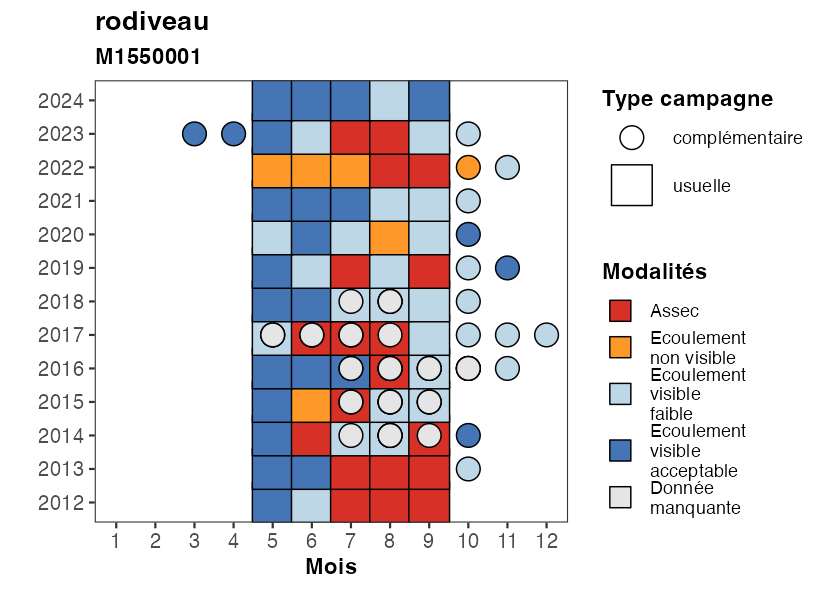 rodiveau
M1550001
2024
2023
2022
2021
2020
2019
2018
2017
2016
2015
2014
2013
2012
1 2 3 4 5 6 7 8 9 10 11 12
Mois
Type campagne
complémentaire
usuelle
Modalités
Assec
Ecoulement
non visible
Ecoulement
visible
faible
Ecoulement
visible
acceptable
Donnée
manquante